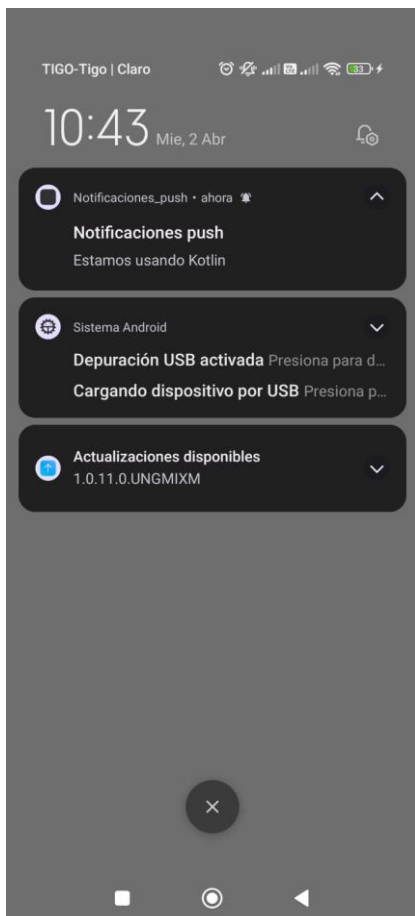 TIGO-Tigo | Claro 33
10:43 Mie, 2 Abr
Notificaciones_push • ahora
Notificaciones push
Estamos usando Kotlin
Sistema Android
Depuración USB activada Presiona para d...
Cargando dispositivo por USB Presiona p...
Actualizaciones disponibles
1.0.11.0.UNGMIXM